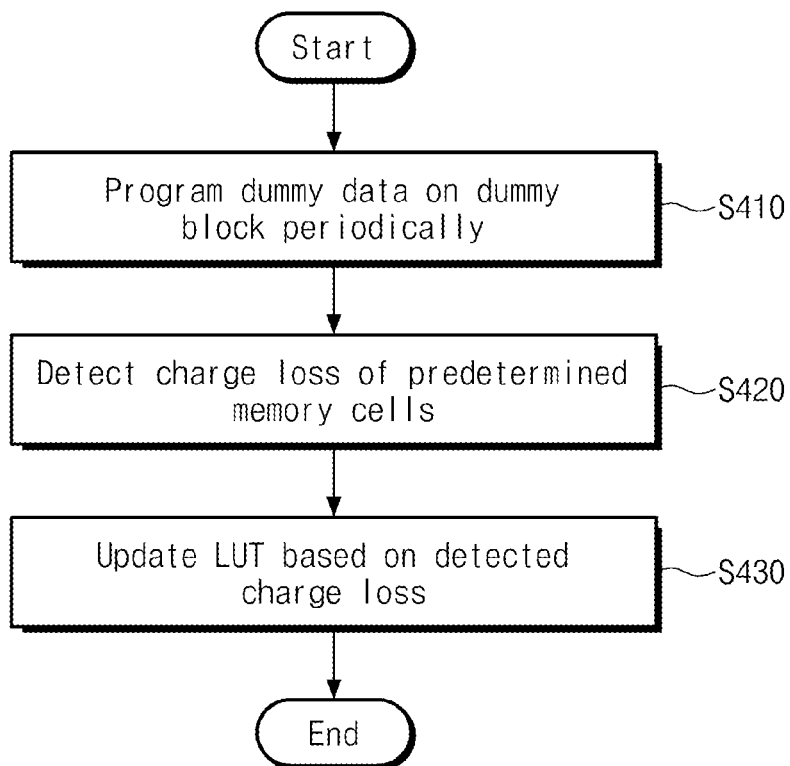 Start
Program dummy data on dummy
block periodically
S410
Detect charge loss of predetermined
memory cells
S420
Update LUT based on detected
charge loss
S430
End